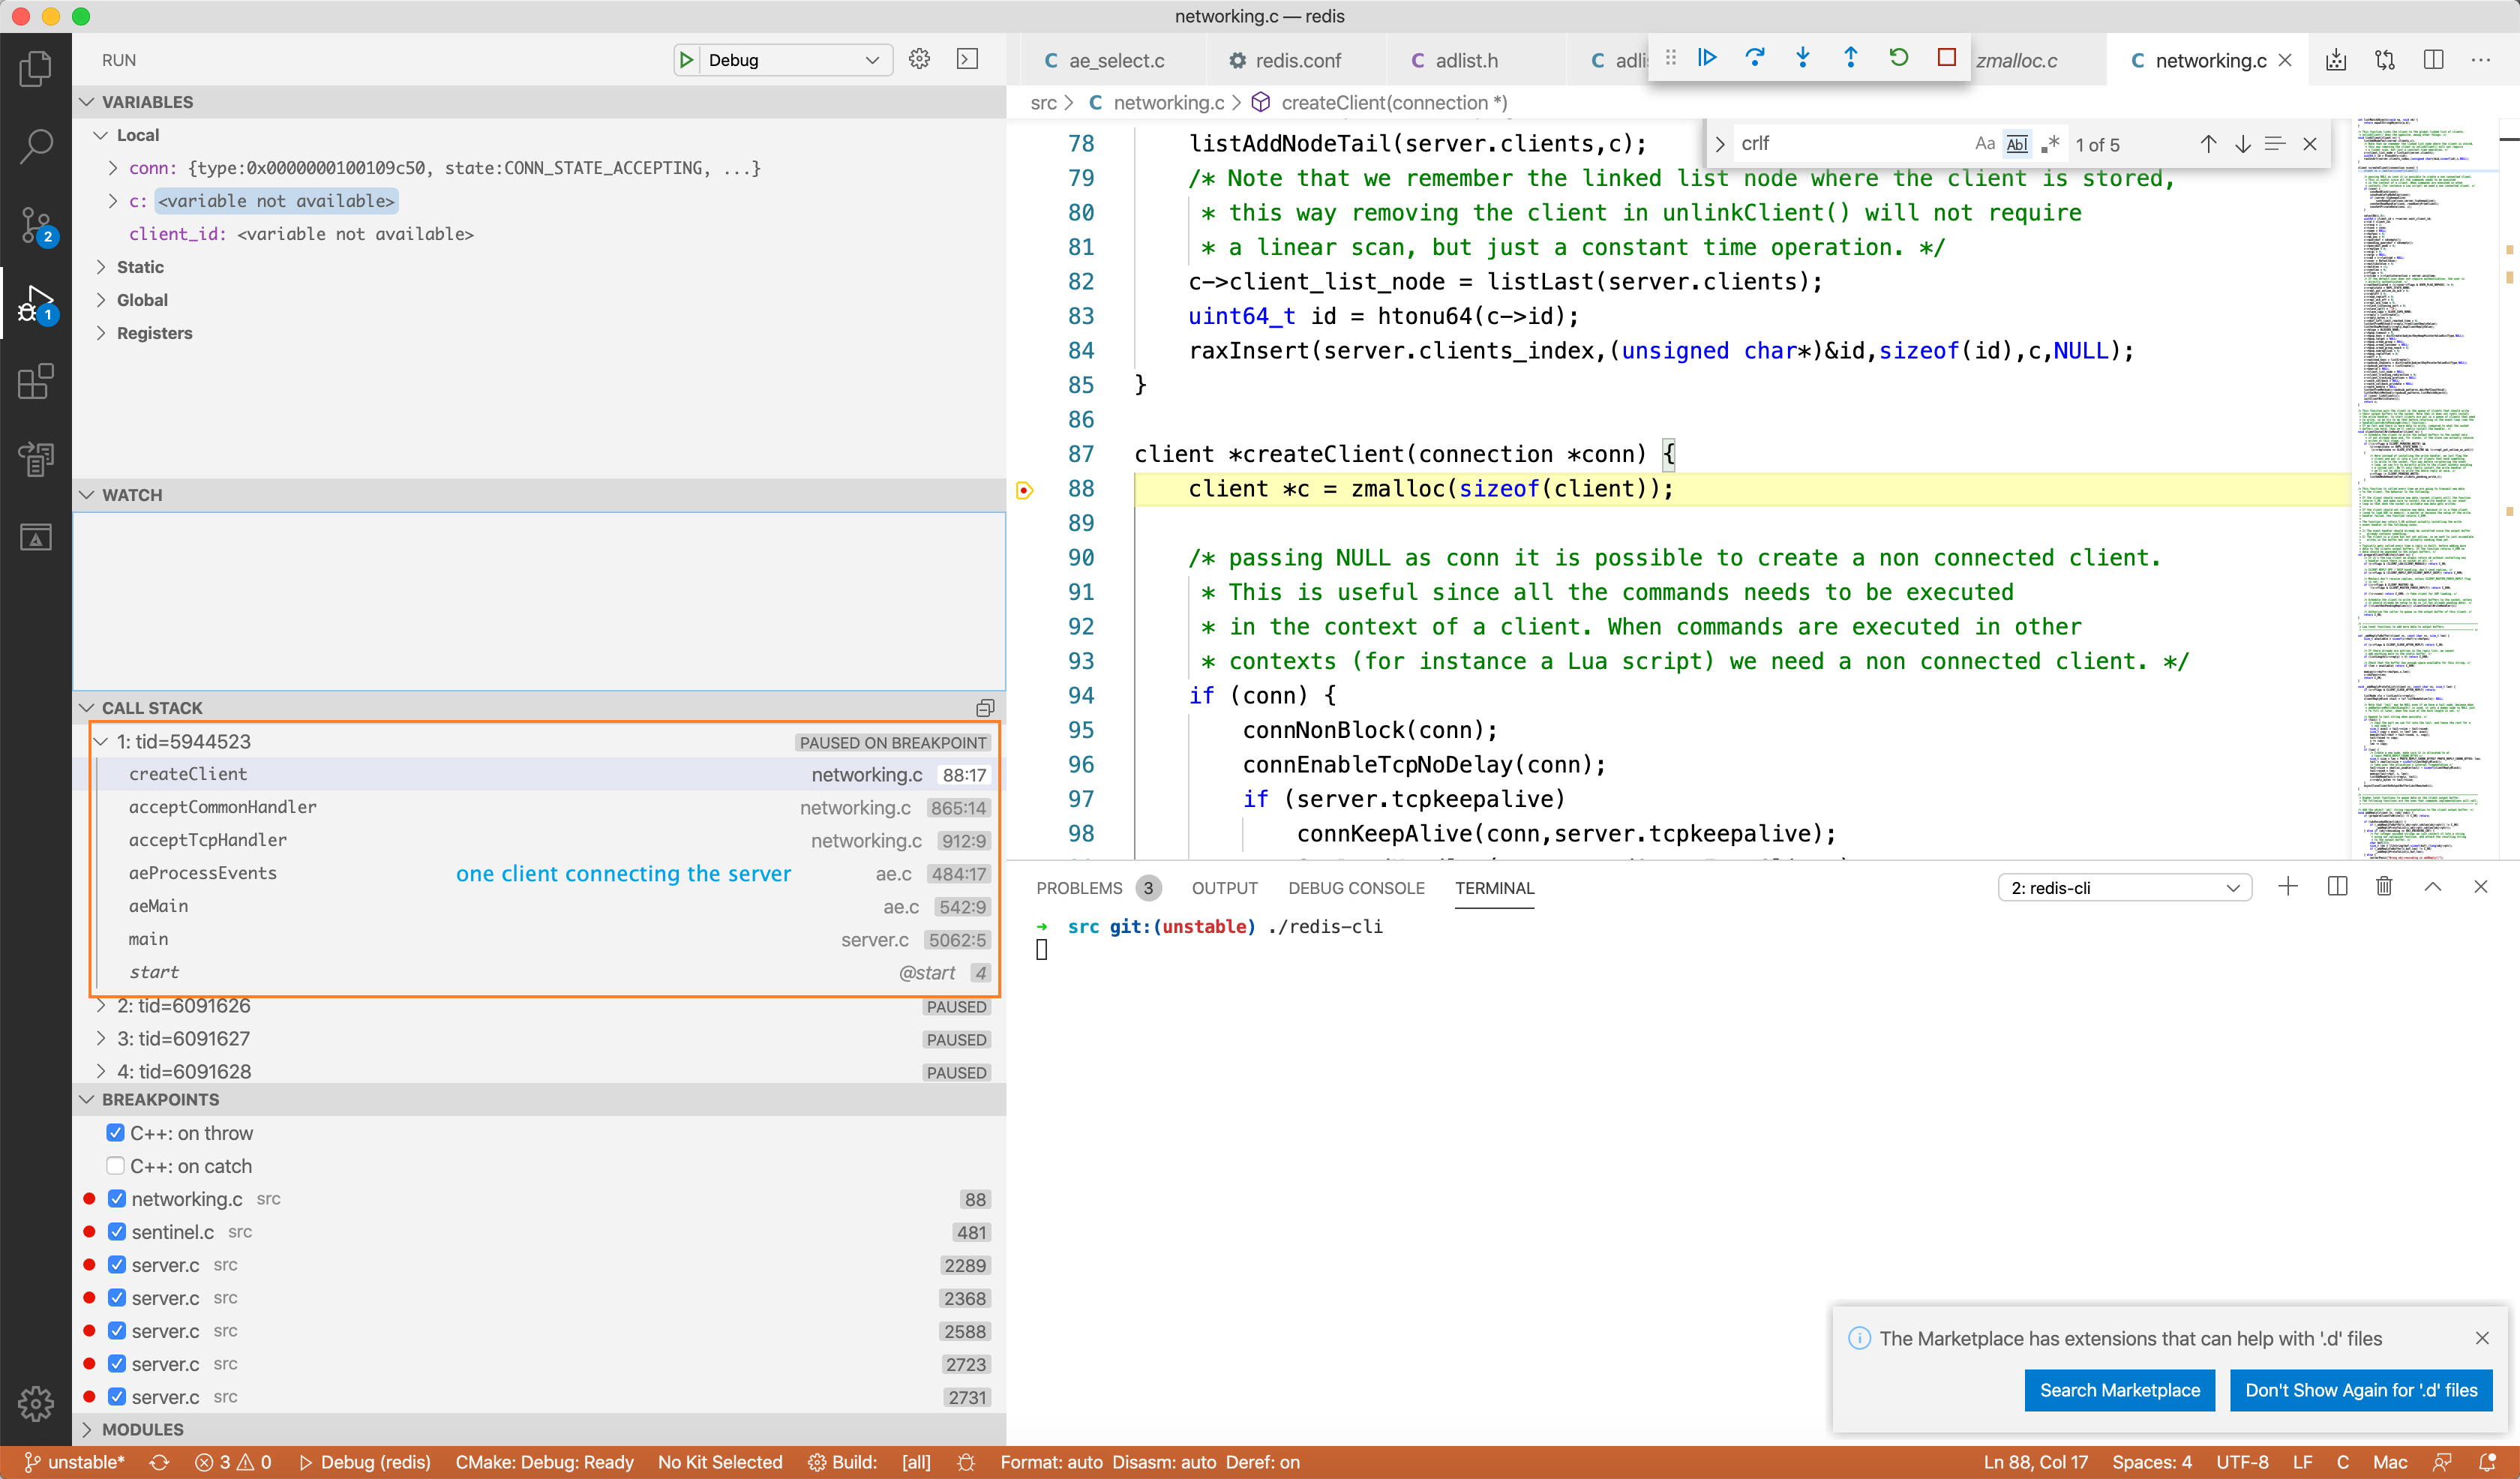 networking.c — redis
RUN
Debug
ae_select.c
redis.conf
adlist.h
adli
zmalloc.c
networking.c
VARIABLES
Local
conn: {type:0x0000000100109c50, state:CONN_STATE_ACCEPTING, ...}
c: <variable not available>
client_id: <variable not available>
Static
Global
Registers
2
1
WATCH
CALL STACK
1: tid=5944523 PAUSED ON BREAKPOINT
createClient networking.c 88:17
acceptCommonHandler networking.c 865:14
acceptTcpHandler networking.c 912:9
aeProcessEvents one client connecting the server ae.c 484:17
aeMain ae.c 542:9
main server.c 5062:5
start @start 4
2: tid=6091626 PAUSED
3: tid=6091627 PAUSED
4: tid=6091628 PAUSED
BREAKPOINTS
C++: on throw
C++: on catch
networking.c src 88
sentinel.c src 481
server.c src 2289
server.c src 2368
server.c src 2588
server.c src 2723
server.c src 2731
MODULES
src > C networking.c > createClient(connection *)
crlf Aa Abl .* 1 of 5
78 listAddNodeTail(server.clients,c);
79 /* Note that we remember the linked list node where the client is stored,
80 * this way removing the client in unlinkClient() will not require
81 * a linear scan, but just a constant time operation. */
82 c->client_list_node = listLast(server.clients);
83 uint64_t id = htonu64(c->id);
84 raxInsert(server.clients_index,(unsigned char*)&id,sizeof(id),c,NULL);
85 }
86
87 client *createClient(connection *conn) {
88 client *c = zmalloc(sizeof(client));
89
90 /* passing NULL as conn it is possible to create a non connected client.
91 * This is useful since all the commands needs to be executed
92 * in the context of a client. When commands are executed in other
93 * contexts (for instance a Lua script) we need a non connected client. */
94 if (conn) {
95 connNonBlock(conn);
96 connEnableTcpNoDelay(conn);
97 if (server.tcpkeepalive)
98 connKeepAlive(conn,server.tcpkeepalive);
PROBLEMS 3 OUTPUT DEBUG CONSOLE TERMINAL 2: redis-cli
→ src git:(unstable) ./redis-cli
The Marketplace has extensions that can help with '.d' files
Search Marketplace
Don't Show Again for '.d' files
unstable* 3 0 Debug (redis) CMake: Debug: Ready No Kit Selected Build: [all] Format: auto Disasm: auto Deref: on Ln 88, Col 17 Spaces: 4 UTF-8 LF C Mac